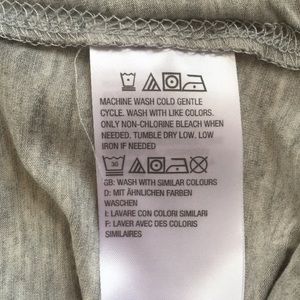 MACHINE WASH COLD GENTLE
CYCLE. WASH WITH LIKE COLORS.
ONLY NON-CHLORINE BLEACH WHEN
NEEDED. TUMBLE DRY LOW. LOW
IRON IF NEEDED
30
GB: WASH WITH SIMILAR COLOURS
D: MIT ÄHNLICHEN FARBEN
WASCHEN
I: LAVARE CON COLORI SIMILARI
F: LAVER AVEC DES COLORIS
SIMILAIRES